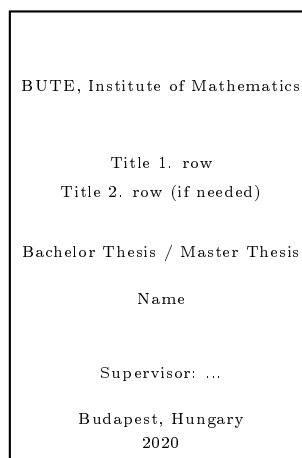 BUTE, Institute of Mathematics
Title 1. row
Title 2. row (if needed)
Bachelor Thesis / Master Thesis
Name
Supervisor: ...
Budapest, Hungary
2020